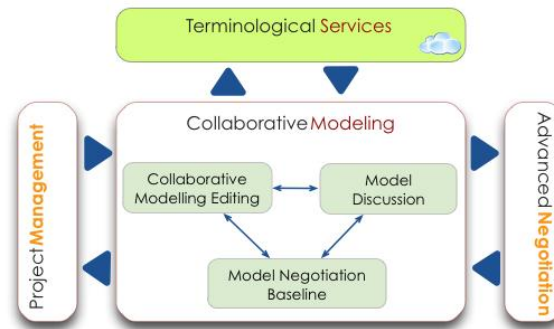 Terminological Services
Project Management
Collaborative Modeling
Collaborative
Modelling Editing
Model
Discussion
Model Negotiation
Baseline
Advanced Negotiation